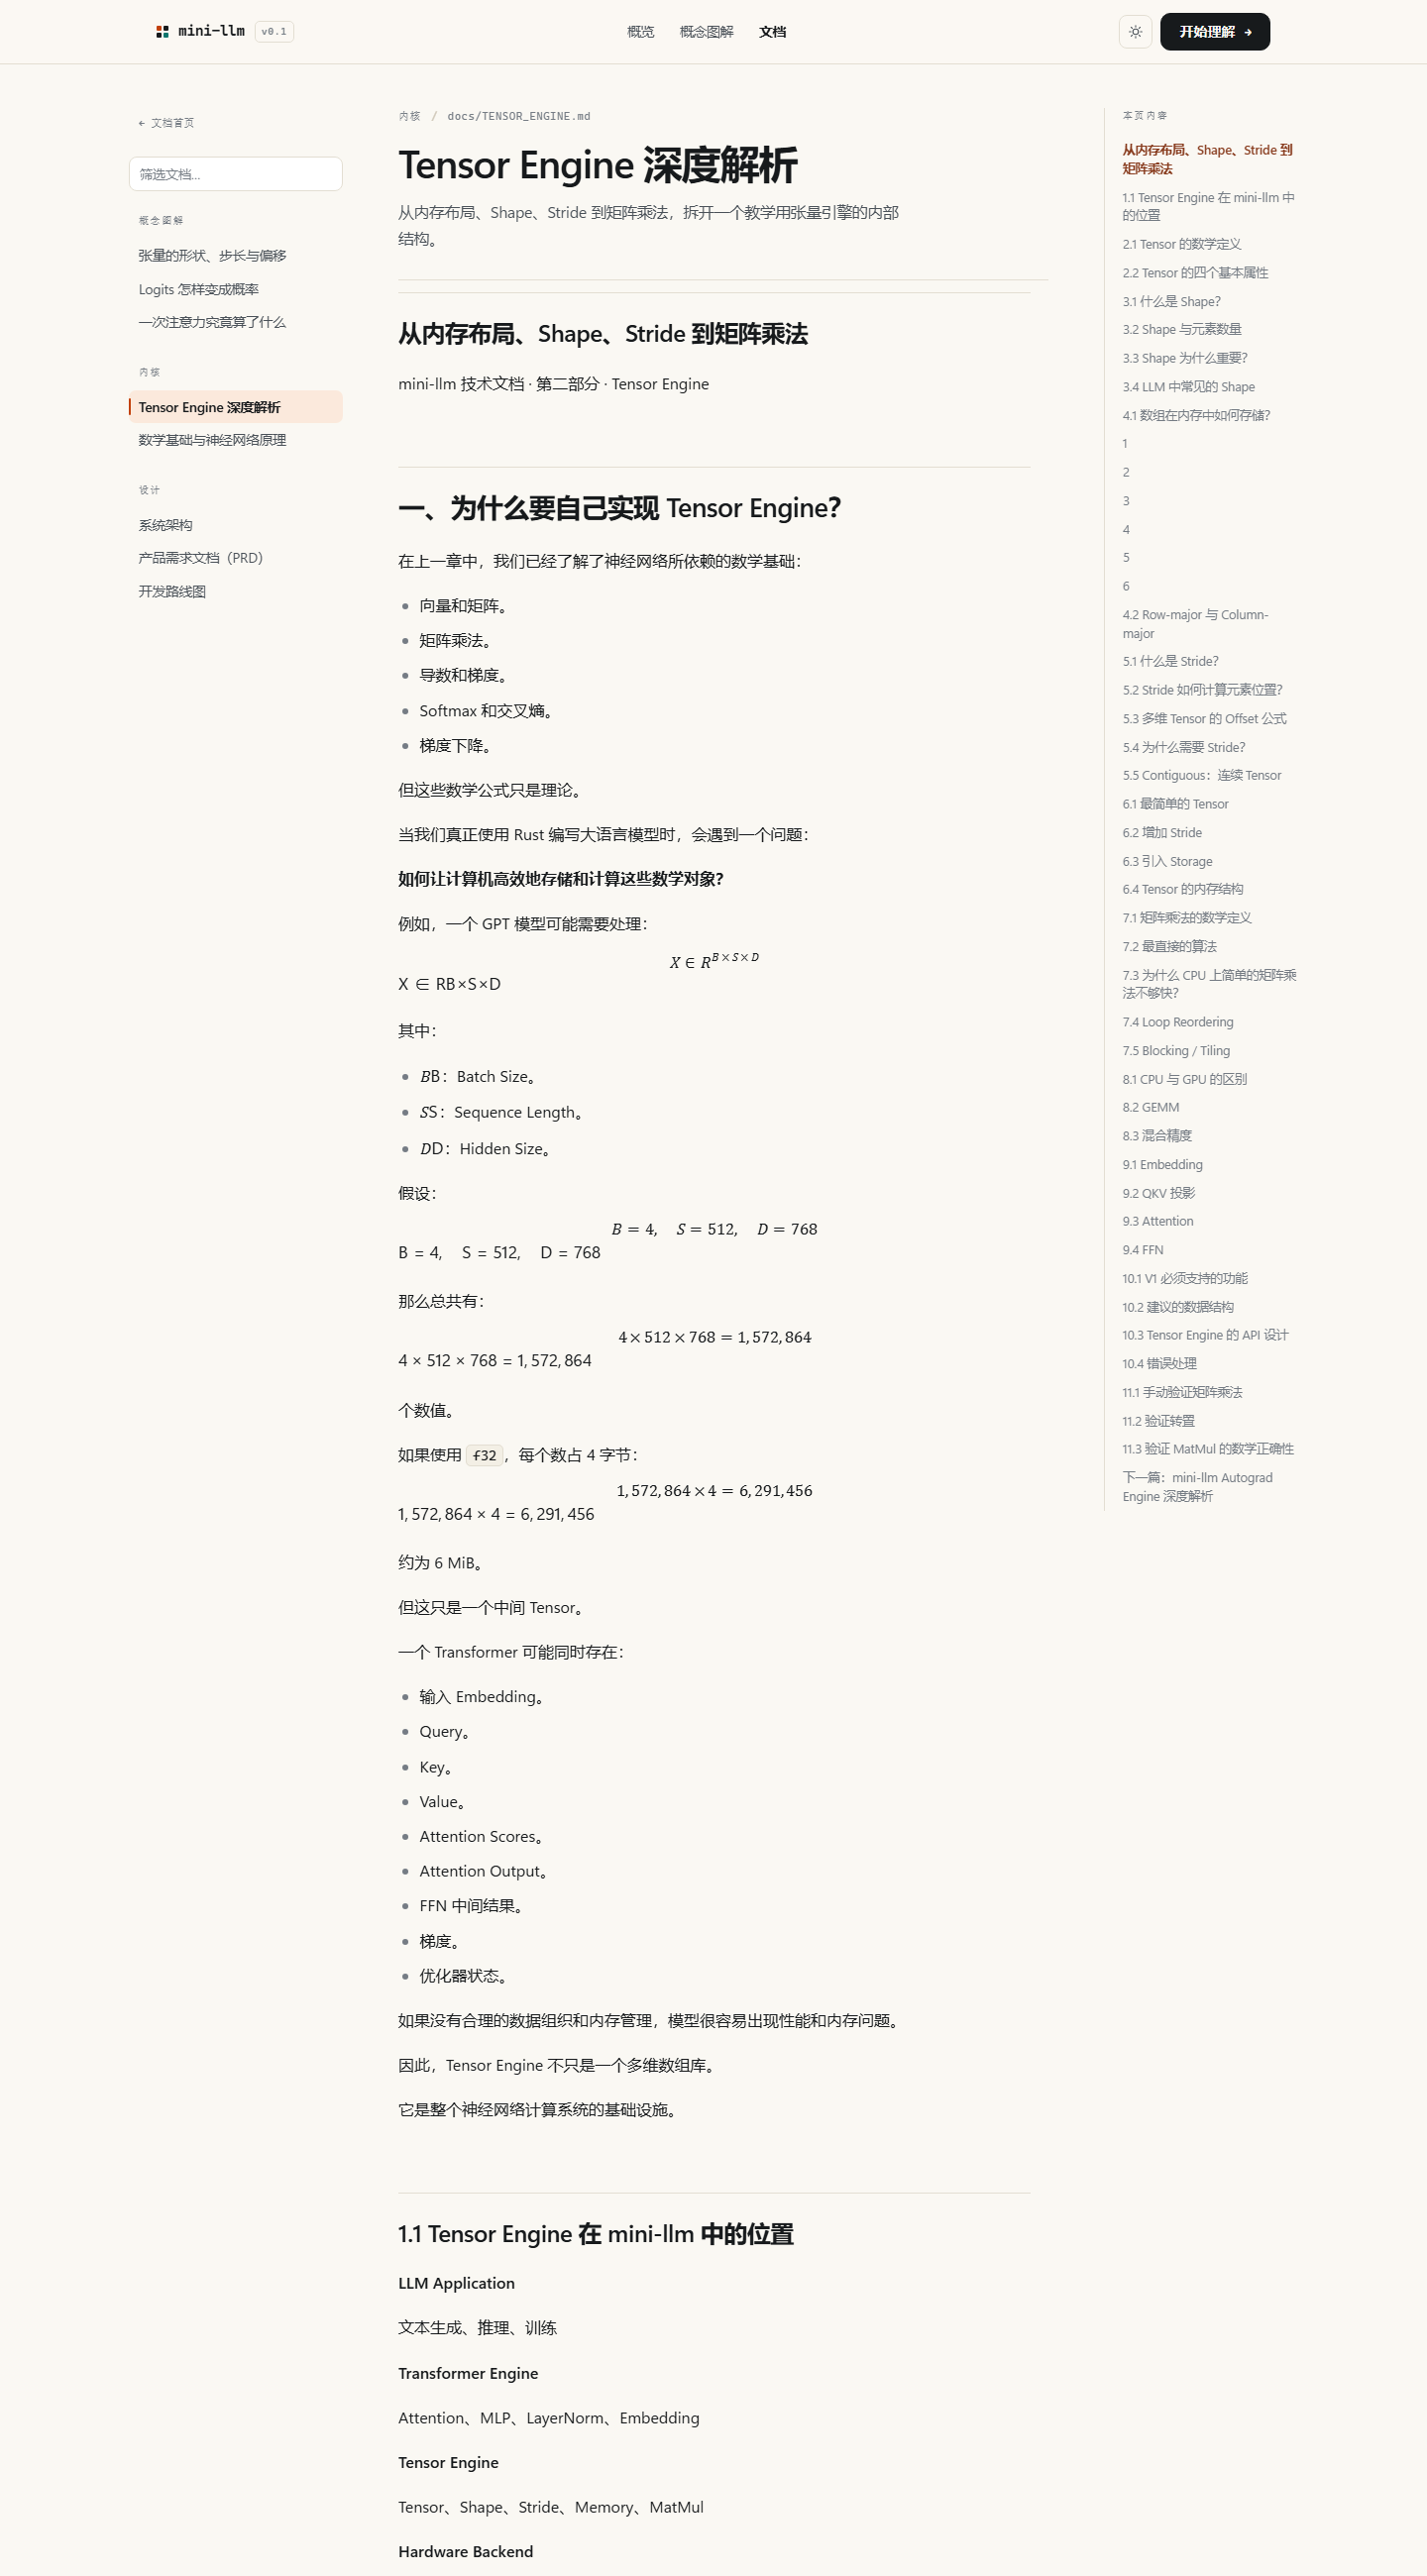 mini-llm v0.1
概览 概念图解 文档
开始理解 →
← 文档首页
筛选文档...
概念图解
张量的形状、步长与偏移
Logits 怎样变成概率
一次注意力究竟算了什么
内核
Tensor Engine 深度解析
数学基础与神经网络原理
设计
系统架构
产品需求文档（PRD）
开发路线图
内核 / docs/TENSOR_ENGINE.md
Tensor Engine 深度解析
从内存布局、Shape、Stride 到矩阵乘法，拆开一个教学用张量引擎的内部
结构。
从内存布局、Shape、Stride 到矩阵乘法
mini-llm 技术文档 · 第二部分 · Tensor Engine
一、为什么要自己实现 Tensor Engine？
在上一章中，我们已经了解了神经网络所依赖的数学基础：
向量和矩阵。
矩阵乘法。
导数和梯度。
Softmax 和交叉熵。
梯度下降。
但这些数学公式只是理论。
当我们真正使用 Rust 编写大语言模型时，会遇到一个问题：
如何让计算机高效地存储和计算这些数学对象？
例如，一个 GPT 模型可能需要处理：
X ∈ R^{B×S×D}
X ∈ RB×S×D
其中：
BB：Batch Size。
SS：Sequence Length。
DD：Hidden Size。
假设：
B = 4, S = 512, D = 768
B = 4, S = 512, D = 768
那么总共有：
4 × 512 × 768 = 1, 572, 864
4 × 512 × 768 = 1, 572, 864
个数值。
如果使用 f32，每个数占 4 字节：
1, 572, 864 × 4 = 6, 291, 456
1, 572, 864 × 4 = 6, 291, 456
约为 6 MiB。
但这只是一个中间 Tensor。
一个 Transformer 可能同时存在：
输入 Embedding。
Query。
Key。
Value。
Attention Scores。
Attention Output。
FFN 中间结果。
梯度。
优化器状态。
如果没有合理的数据组织和内存管理，模型很容易出现性能和内存问题。
因此，Tensor Engine 不只是一个多维数组库。
它是整个神经网络计算系统的基础设施。
1.1 Tensor Engine 在 mini-llm 中的位置
LLM Application
文本生成、推理、训练
Transformer Engine
Attention、MLP、LayerNorm、Embedding
Tensor Engine
Tensor、Shape、Stride、Memory、MatMul
Hardware Backend
本页内容
从内存布局、Shape、Stride 到
矩阵乘法
1.1 Tensor Engine 在 mini-llm 中
的位置
2.1 Tensor 的数学定义
2.2 Tensor 的四个基本属性
3.1 什么是 Shape？
3.2 Shape 与元素数量
3.3 Shape 为什么重要？
3.4 LLM 中常见的 Shape
4.1 数组在内存中如何存储？
1
2
3
4
5
6
4.2 Row-major 与 Column-
major
5.1 什么是 Stride？
5.2 Stride 如何计算元素位置？
5.3 多维 Tensor 的 Offset 公式
5.4 为什么需要 Stride？
5.5 Contiguous：连续 Tensor
6.1 最简单的 Tensor
6.2 增加 Stride
6.3 引入 Storage
6.4 Tensor 的内存结构
7.1 矩阵乘法的数学定义
7.2 最直接的算法
7.3 为什么 CPU 上简单的矩阵乘
法不够快？
7.4 Loop Reordering
7.5 Blocking / Tiling
8.1 CPU 与 GPU 的区别
8.2 GEMM
8.3 混合精度
9.1 Embedding
9.2 QKV 投影
9.3 Attention
9.4 FFN
10.1 V1 必须支持的功能
10.2 建议的数据结构
10.3 Tensor Engine 的 API 设计
10.4 错误处理
11.1 手动验证矩阵乘法
11.2 验证转置
11.3 验证 MatMul 的数学正确性
下一篇：mini-llm Autograd
Engine 深度解析